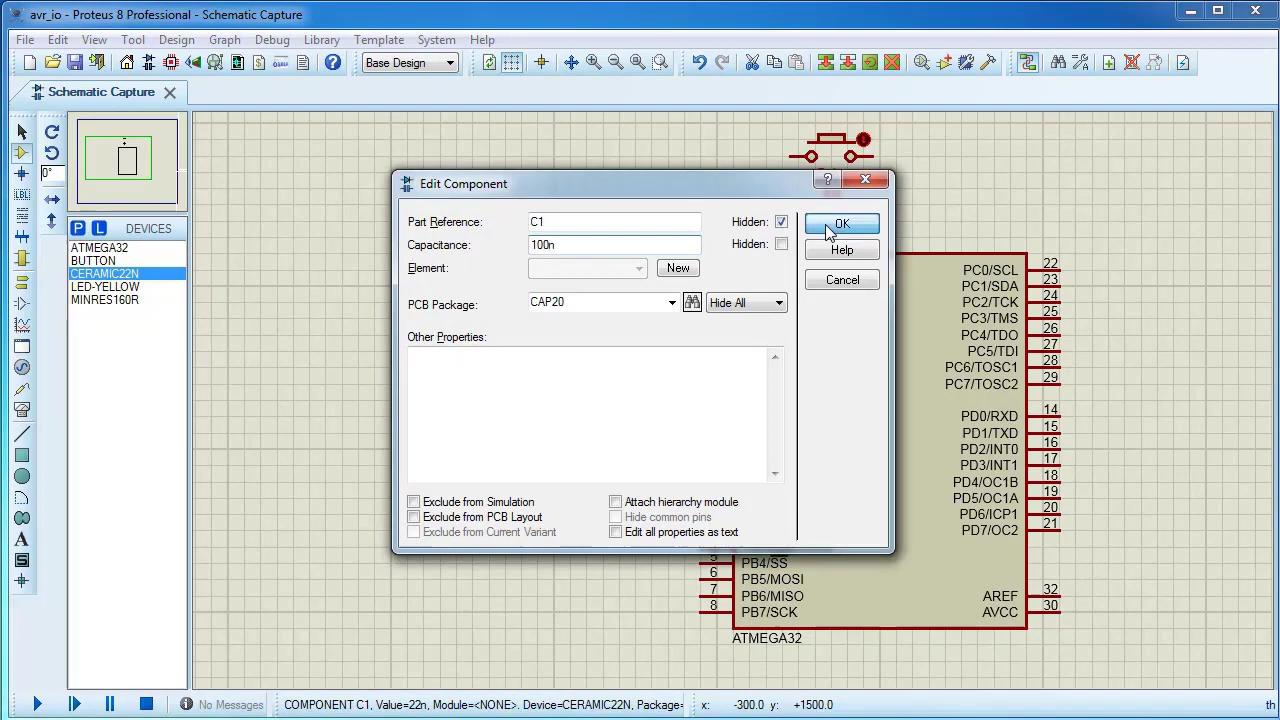 avr_io - Proteus 8 Professional - Schematic Capture
File Edit View Tool Design Graph Debug Library Template System Help
Base Design
Schematic Capture
0°
LBL
P L DEVICES
ATMEGA32
BUTTON
CERAMIC22N
LED-YELLOW
MINRES160R
A
S
Edit Component
Part Reference: C1 Hidden:
Capacitance: 100n Hidden:
Element: New
PCB Package: CAP20 Hide All
Other Properties:
OK
Help
Cancel
Exclude from Simulation Attach hierarchy module
Exclude from PCB Layout Hide common pins
Exclude from Current Variant Edit all properties as text
PC0/SCL 22
PC1/SDA 23
PC2/TCK 24
PC3/TMS 25
PC4/TDO 26
PC5/TDI 27
PC6/TOSC1 28
PC7/TOSC2 29
PD0/RXD 14
PD1/TXD 15
PD2/INT0 16
PD3/INT1 17
PD4/OC1B 18
PD5/OC1A 19
PD6/ICP1 20
PD7/OC2 21
5 PB4/SS
6 PB5/MOSI
7 PB6/MISO AREF 32
8 PB7/SCK AVCC 30
ATMEGA32
No Messages COMPONENT C1, Value=22n, Module=<NONE>. Device=CERAMIC22N, Package= x: -300.0 y: +1500.0 th